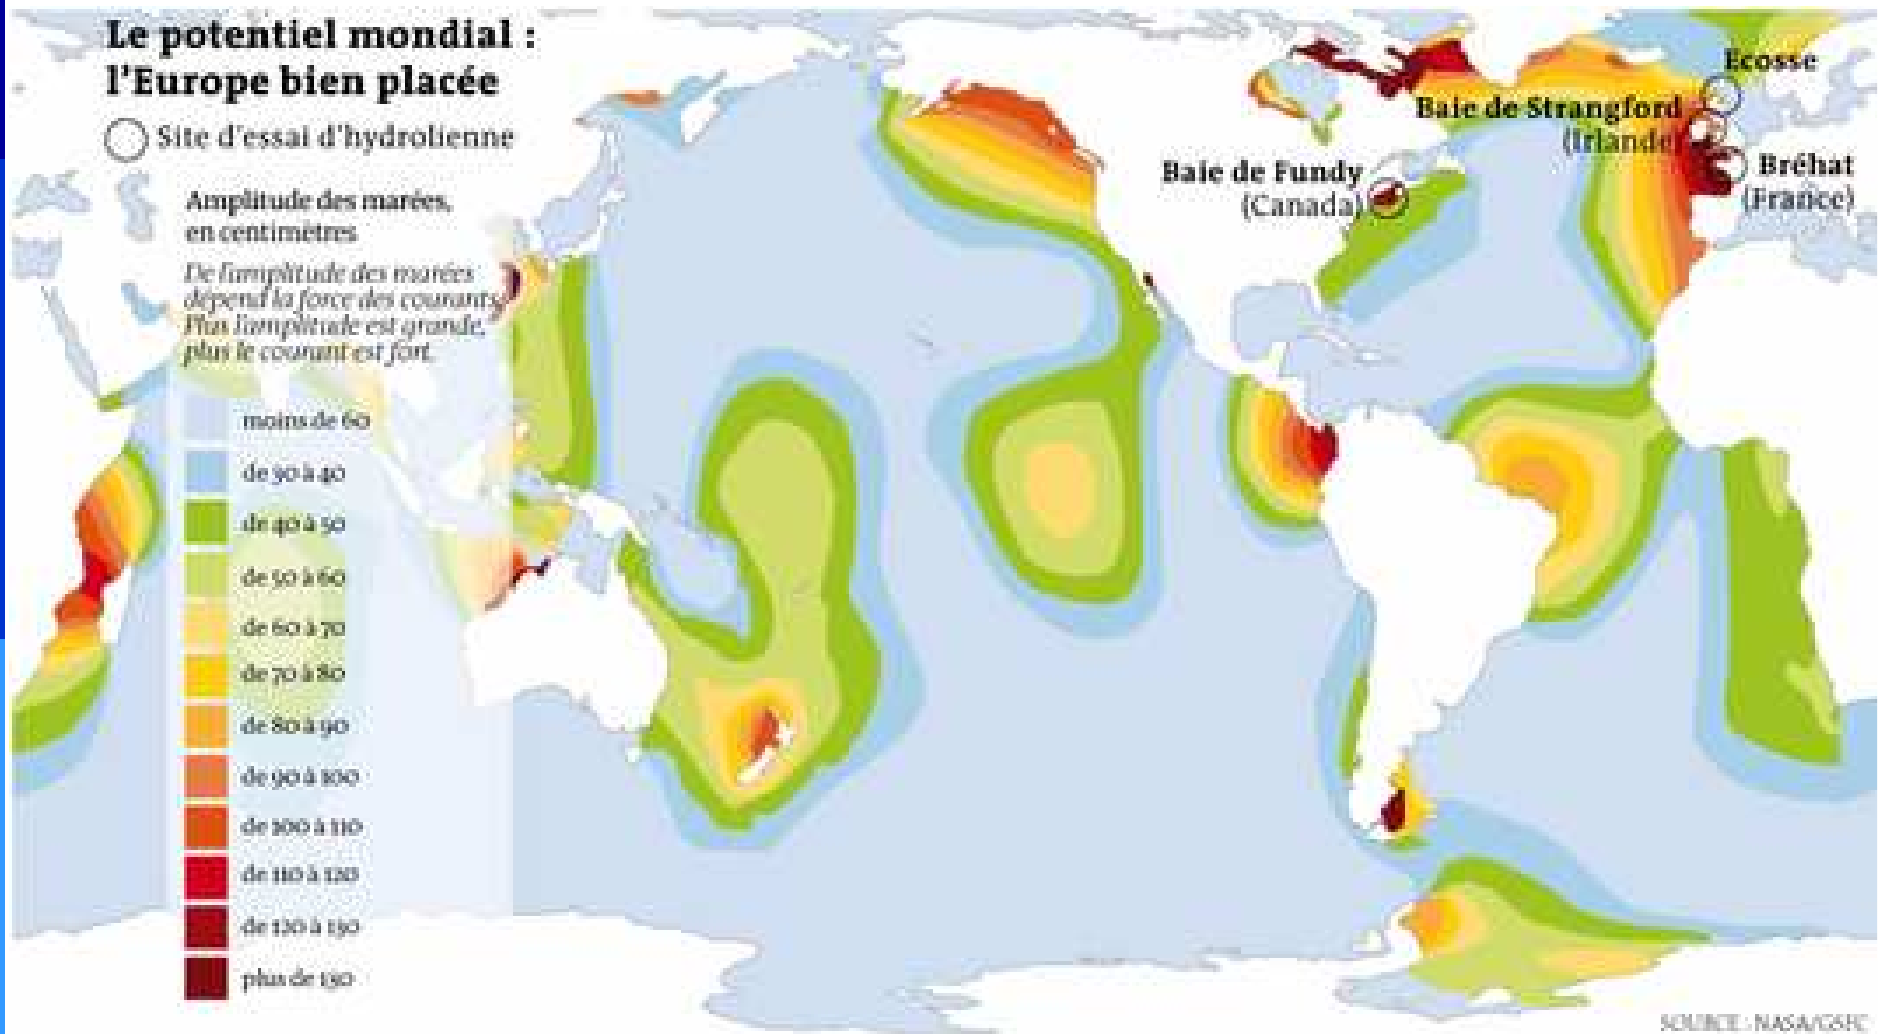 Le potentiel mondial :
l'Europe bien placée
Site d'essai d'hydrolienne
Amplitude des marées,
en centimètres
De l'amplitude des marées
dépend la force des courants.
Plus l'amplitude est grande,
plus le courant est fort.
moins de 60
de 30 à 40
de 40 à 50
de 50 à 60
de 60 à 70
de 70 à 80
de 80 à 90
de 90 à 100
de 100 à 110
de 110 à 120
de 120 à 130
plus de 130
Ecosse
Baie de Strangford
(Irlande)
Baie de Fundy
(Canada)
Bréhat
(France)
SOURCE : NASA/GSFC